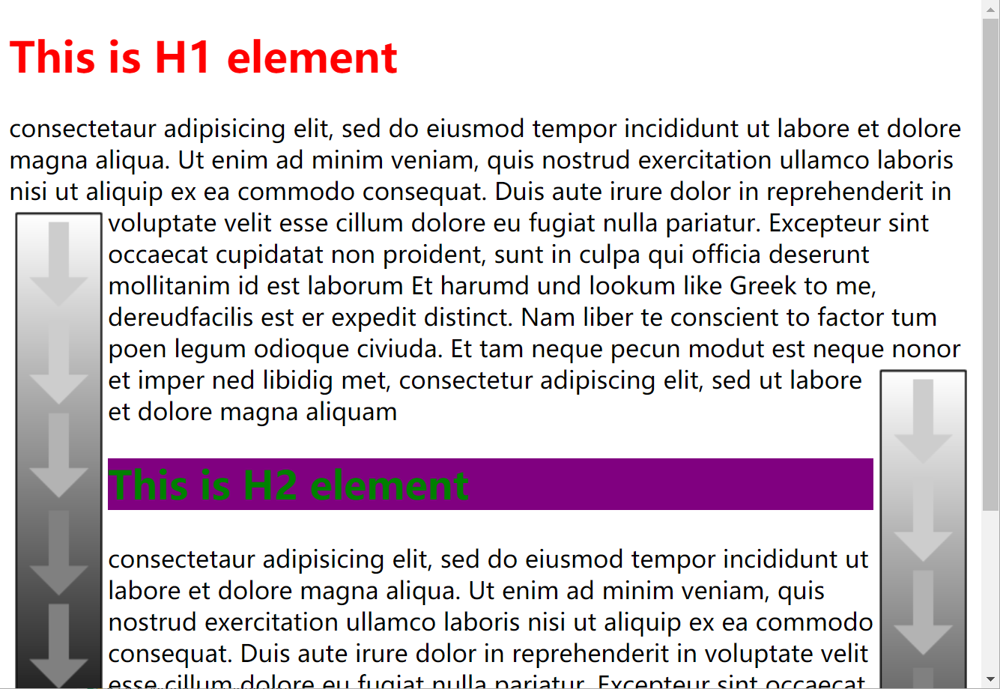 This is H1 element
consectetaur adipisicing elit, sed do eiusmod tempor incididunt ut labore et dolore
magna aliqua. Ut enim ad minim veniam, quis nostrud exercitation ullamco laboris
nisi ut aliquip ex ea commodo consequat. Duis aute irure dolor in reprehenderit in
voluptate velit esse cillum dolore eu fugiat nulla pariatur. Excepteur sint
occaecat cupidatat non proident, sunt in culpa qui officia deserunt
mollitanim id est laborum Et harumd und lookum like Greek to me,
dereudfacilis est er expedit distinct. Nam liber te conscient to factor tum
poen legum odioque civiuda. Et tam neque pecun modut est neque nonor
et imper ned libidig met, consectetur adipiscing elit, sed ut labore
et dolore magna aliquam
This is H2 element
consectetaur adipisicing elit, sed do eiusmod tempor incididunt ut
labore et dolore magna aliqua. Ut enim ad minim veniam, quis
nostrud exercitation ullamco laboris nisi ut aliquip ex ea commodo
consequat. Duis aute irure dolor in reprehenderit in voluptate velit
esse cillum dolore eu fugiat nulla pariatur. Excepteur sint occaecat